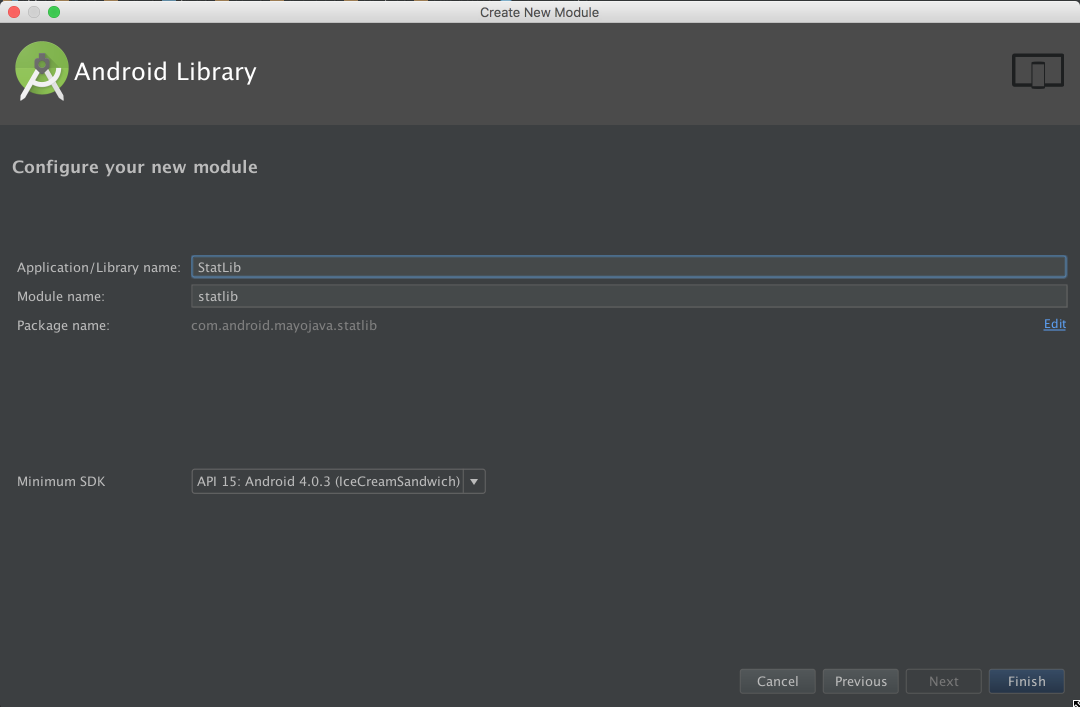 Create New Module
Android Library
Configure your new module
Application/Library name: StatLib
Module name: statlib
Package name: com.android.mayojava.statlib Edit
Minimum SDK API 15: Android 4.0.3 (IceCreamSandwich)
Cancel Previous Next Finish